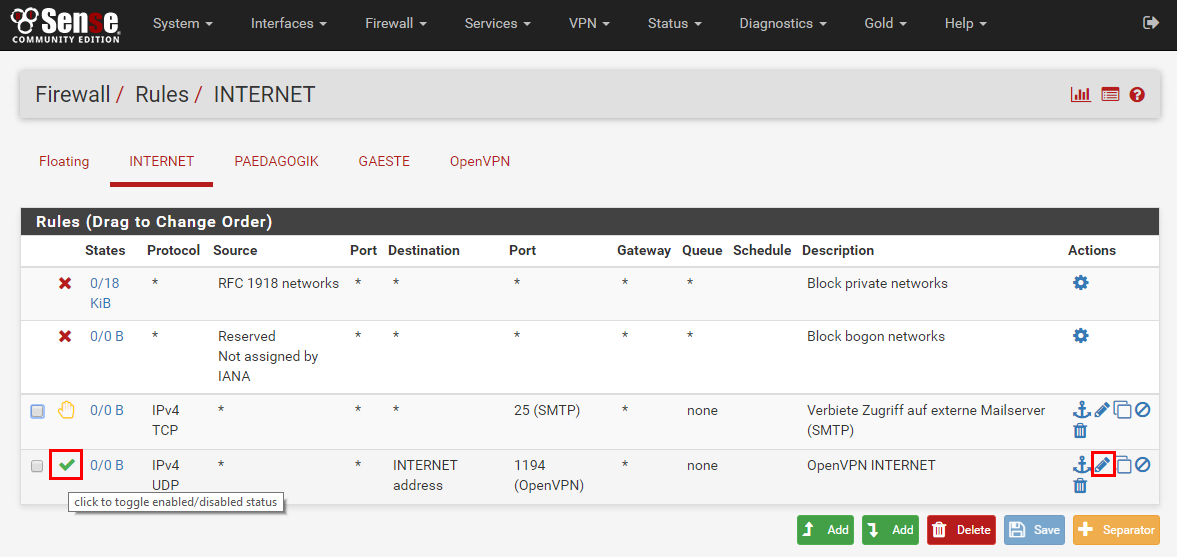 Sense
COMMUNITY EDITION
System Interfaces Firewall Services VPN Status Diagnostics Gold Help
Firewall / Rules / INTERNET
Floating INTERNET PAEDAGOGIK GAESTE OpenVPN
Rules (Drag to Change Order)
States Protocol Source Port Destination Port Gateway Queue Schedule Description Actions
0/18 * RFC 1918 networks * * * * * Block private networks
KiB
0/0 B * Reserved * * * * * Block bogon networks
Not assigned by
IANA
0/0 B IPv4 * * * 25 (SMTP) * none Verbiete Zugriff auf externe Mailserver
TCP (SMTP)
0/0 B IPv4 * * INTERNET 1194 * none OpenVPN INTERNET
UDP address (OpenVPN)
click to toggle enabled/disabled status
Add Add Delete Save Separator